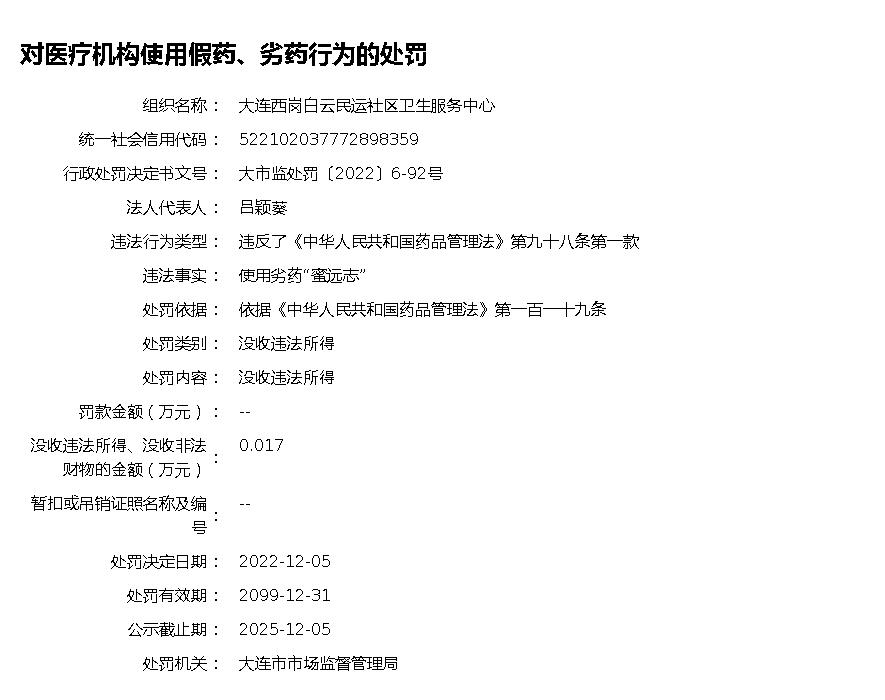 对医疗机构使用假药、劣药行为的处罚
组织名称： 大连西岗白云民运社区卫生服务中心
统一社会信用代码： 522102037772898359
行政处罚决定书文号： 大市监处罚〔2022〕6-92号
法人代表人： 吕颖葵
违法行为类型： 违反了《中华人民共和国药品管理法》第九十八条第一款
违法事实： 使用劣药“蜜远志”
处罚依据： 依据《中华人民共和国药品管理法》第一百一十九条
处罚类别： 没收违法所得
处罚内容： 没收违法所得
罚款金额（万元）： --
没收违法所得、没收非法
财物的金额（万元）： 0.017
暂扣或吊销证照名称及编
号： --
处罚决定日期： 2022-12-05
处罚有效期： 2099-12-31
公示截止期： 2025-12-05
处罚机关： 大连市市场监督管理局